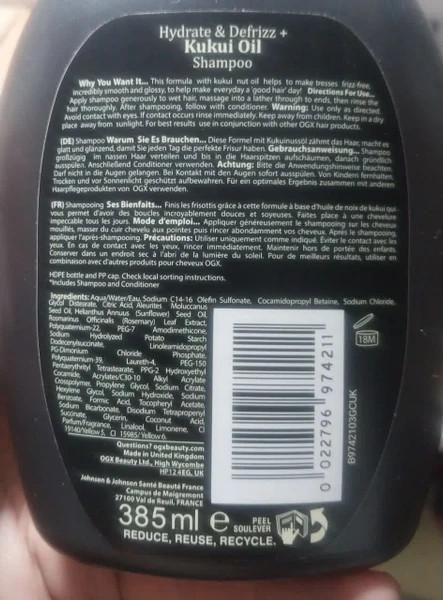 Hydrate & Defrizz +
Kukui Oil
Shampoo
Why You Want It... This formula with kukui nut oil helps to make tresses frizz-free,
incredibly smooth and glossy, to help make everyday a 'good hair' day! Directions For Use...
Apply shampoo generously to wet hair, massage into a lather through to ends, then rinse the
hair thoroughly. After shampooing, follow with conditioner. Warning: Use only as directed.
Avoid contact with eyes. If contact occurs rinse immediately. Keep away from children. Keep in a dry
place away from sunlight. For best results use in conjunction with other OGX hair products.
(DE) Shampoo Warum Sie Es Brauchen... Diese Formel mit Kukuinussöl zähmt das Haar, macht es
glatt und glänzend, damit Sie jeden Tag die perfekte Frisur haben. Gebrauchsanweisung... Shampoo
großzügig im nassen Haar verteilen und bis in die Haarspitzen aufschäumen, danach gründlich
ausspülen. Anschließend Conditioner verwenden. Achtung: Bitte die Anwendungshinweise beachten.
Darf nicht in die Augen gelangen. Bei Kontakt mit den Augen sofort ausspülen. Von Kindern fernhalten.
Trocken und vor Sonnenlicht geschützt aufbewahren. Für ein optimales Ergebnis zusammen mit anderen
Haarpflegeprodukten von OGX verwenden.
(FR) Shampooing Ses Bienfaits... Finis les frisottis grâce à cette formule à base d'huile de noix de kukui qui
vous permet d'avoir des boucles incroyablement douces et soyeuses. Faites place à une chevelure
impeccable tous les jours. Mode d'emploi... Appliquer généreusement le shampooing sur les cheveux
mouillés, masser du cuir chevelu aux pointes puis rincer abondamment vos cheveux. Après le shampooing,
appliquer l'après-shampooing. Précautions: Utiliser uniquement comme indiqué. Éviter le contact avec les
yeux. En cas de contact avec les yeux, rincer immédiatement. Maintenir hors de portée des enfants.
Conserver dans un endroit sec à l'abri de la lumière du soleil. Pour de meilleurs résultats, utiliser en
combinaison avec d'autres produits pour cheveux OGX.
HDPE bottle and PP cap. Check local sorting instructions.
*Includes Shampoo and Conditioner
Ingredients: Aqua/Water/Eau, Sodium C14-16 Olefin Sulfonate, Cocamidopropyl Betaine, Sodium Chloride,
Glycol Distearate, Citric Acid, Aleurites Moluccanus
Seed Oil, Helianthus Annuus (Sunflower) Seed Oil,
Rosmarinus Officinalis (Rosemary) Leaf Extract,
Polyquaternium-22, PEG-7 Amodimethicone,
Sodium Hydrolyzed Potato Starch
Dodecenylsuccinate, Linoleamidopropyl
PG-Dimonium Chloride Phosphate,
Polyquaternium-39, Laureth-4, PEG-150
Pentaerythrityl Tetrastearate, PPG-2 Hydroxyethyl
Cocamide, Acrylates/C10-30 Alkyl Acrylate
Crosspolymer, Propylene Glycol, Sodium Citrate,
Hexylene Glycol, Sodium Hydroxide, Sodium
Benzoate, Formic Acid, Tocopheryl Acetate,
Sodium Bicarbonate, Disodium Tetrapropenyl
Succinate, Glycerin, Coconut Acid,
Parfum/Fragrance, Linalool, Limonene, CI
19140/Yellow 5, CI 15985/Yellow 6.
18M
0 022796 974211
B9742103GCUK
Questions? ogxbeauty.com
Made in United Kingdom
OGX Beauty Ltd., High Wycombe
HP12 4EG, UK
Johnson & Johnson Santé Beauté France
Campus de Maigremont
27100 Val de Reuil, FRANCE
385 ml e
PEEL
SOULEVER
REDUCE, REUSE, RECYCLE.